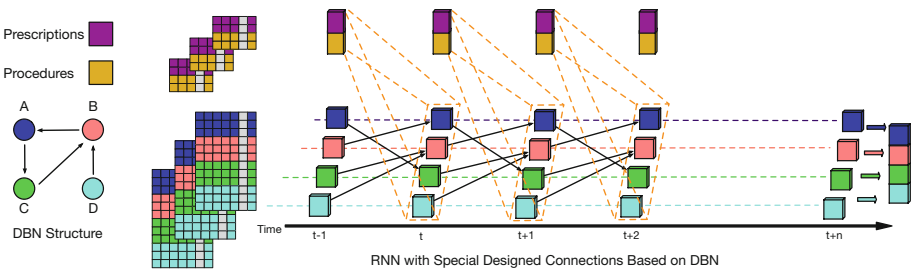 Prescriptions
Procedures
A
B
C
D
DBN Structure
Time
t-1
t
t+1
t+2
t+n
RNN with Special Designed Connections Based on DBN